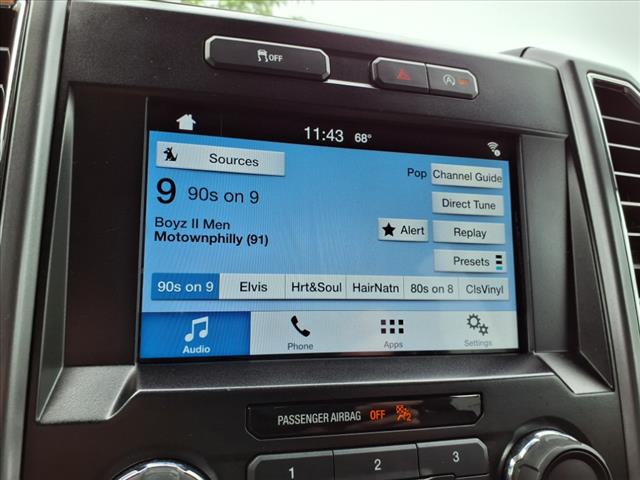 OFF
11:43 68°
Sources
Pop Channel Guide
9 90s on 9
Direct Tune
Boyz II Men
Motownphilly (91)
Alert
Replay
Presets
90s on 9 Elvis Hrt&Soul HairNatn 80s on 8 ClsVinyl
Audio Phone Apps Settings
PASSENGER AIRBAG OFF 2
1 2 3